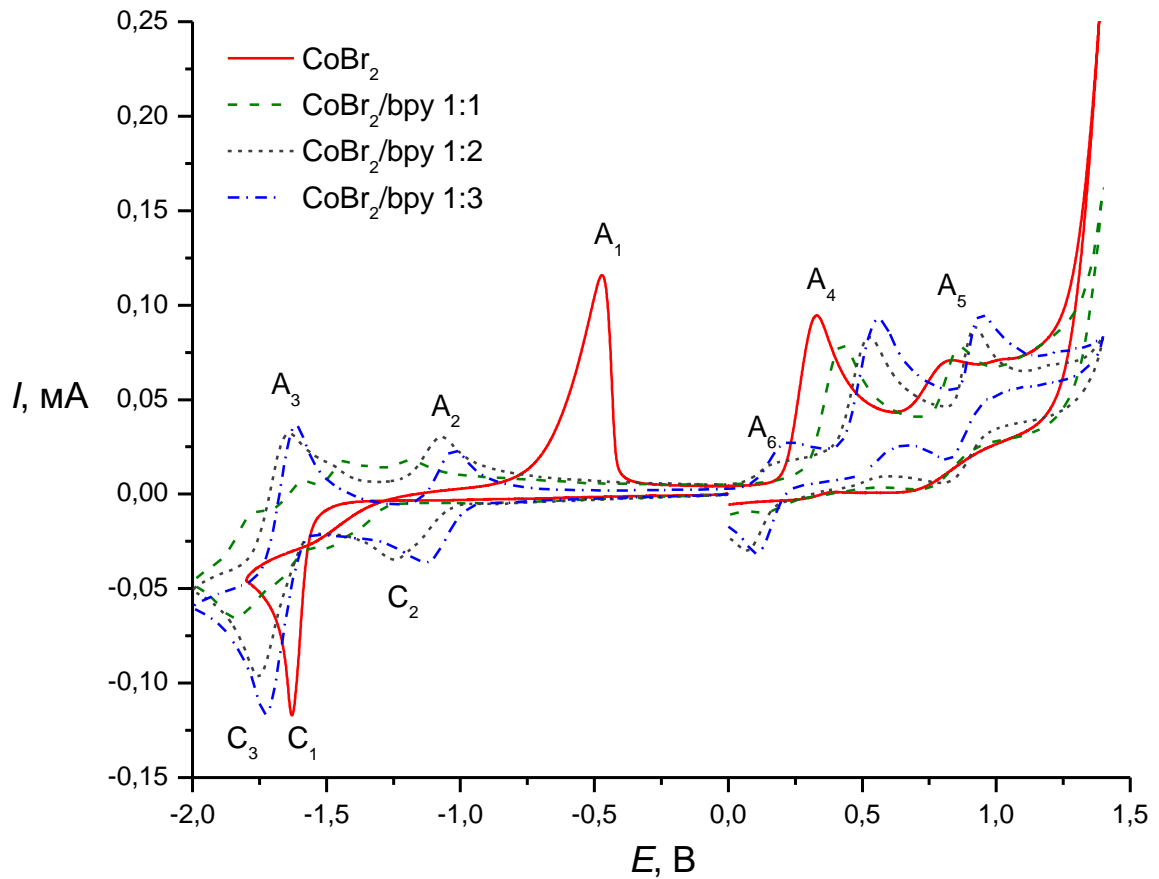 0,25
0,20
0,15
0,10
0,05
0,00
-0,05
-0,10
-0,15
I, мА
CoBr₂
CoBr₂/bpy 1:1
CoBr₂/bpy 1:2
CoBr₂/bpy 1:3
A₁
A₄
A₅
A₃
A₂
A₆
C₂
C₃
C₁
-2,0
-1,5
-1,0
-0,5
0,0
0,5
1,0
1,5
E, В